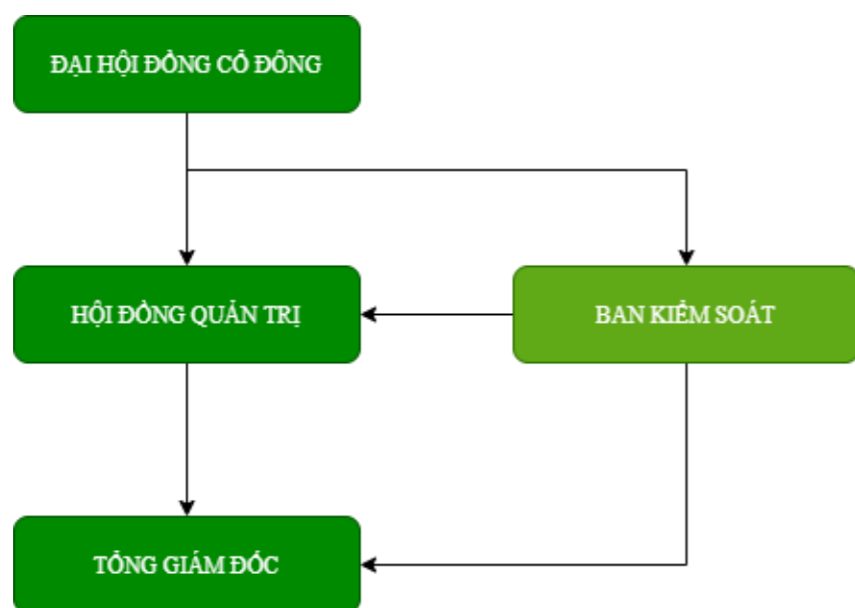 ĐẠI HỘI ĐỒNG CỔ ĐÔNG
HỘI ĐỒNG QUẢN TRỊ
BAN KIỂM SOÁT
TỔNG GIÁM ĐỐC